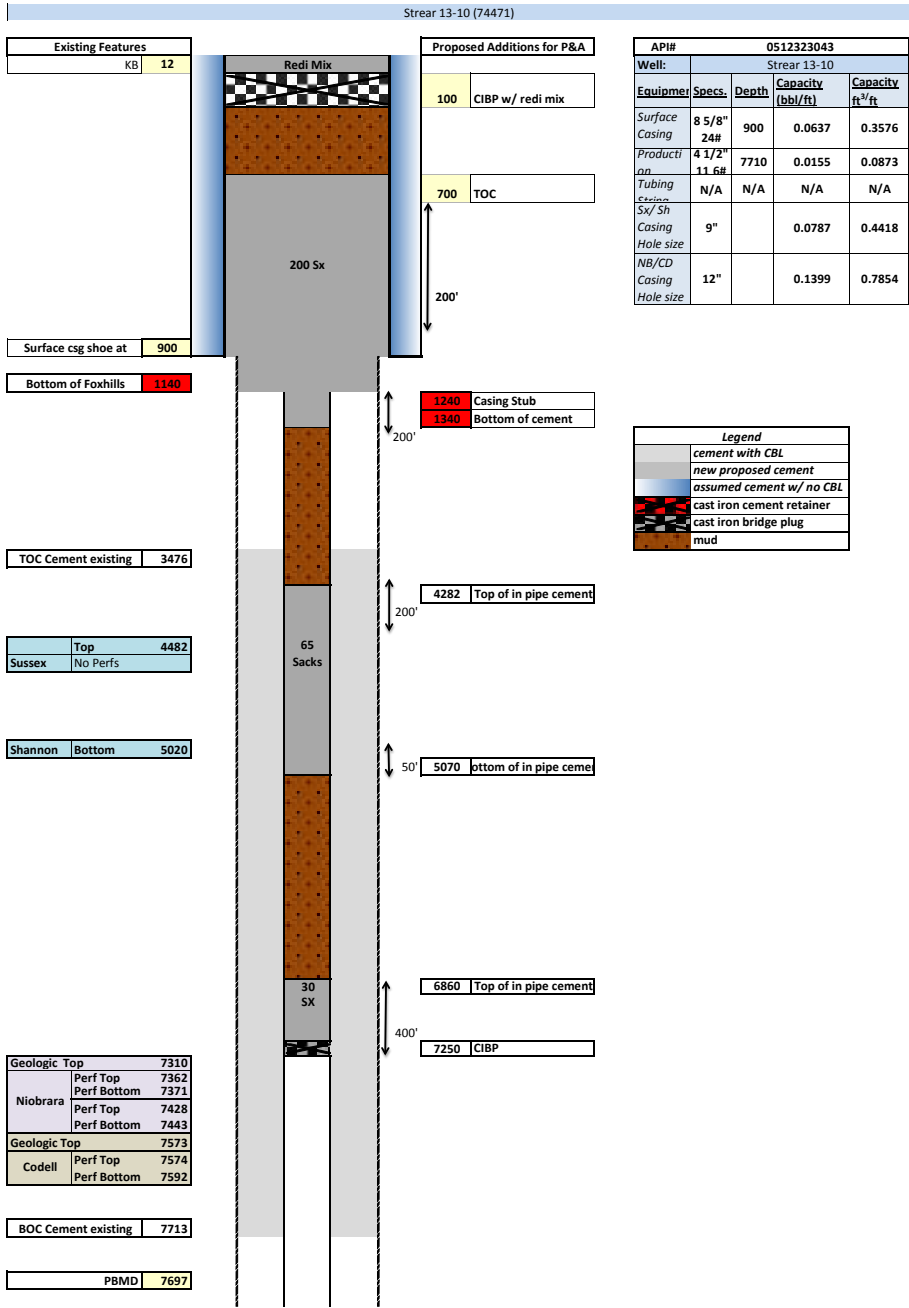 Strear 13-10 (74471)
Existing Features
KB 12
Redi Mix
Proposed Additions for P&A
100 CIBP w/ redi mix
700 TOC
200 Sx
200'
Surface csg shoe at 900
Bottom of Foxhills 1140
1240 Casing Stub
1340 Bottom of cement
200'
TOC Cement existing 3476
4282 Top of in pipe cement
200'
65
Sacks
Top 4482
Sussex No Perfs
Shannon Bottom 5020
50'
5070 ottom of in pipe ceme
6860 Top of in pipe cement
30
SX
400'
7250 CIBP
Geologic Top 7310
Niobrara
Perf Top 7362
Perf Bottom 7371
Perf Top 7428
Perf Bottom 7443
Geologic Top 7573
Codell
Perf Top 7574
Perf Bottom 7592
BOC Cement existing 7713
PBMD 7697
API# 0512323043
Well: Strear 13-10
Equipmer Specs. Depth Capacity (bbl/ft) Capacity ft3/ft
Surface Casing 8 5/8" 24# 900 0.0637 0.3576
Producti on 4 1/2" 11.6# 7710 0.0155 0.0873
Tubing String N/A N/A N/A N/A
Sx/ Sh Casing Hole size 9" 0.0787 0.4418
NB/CD Casing Hole size 12" 0.1399 0.7854
Legend
cement with CBL
new proposed cement
assumed cement w/ no CBL
cast iron cement retainer
cast iron bridge plug
mud